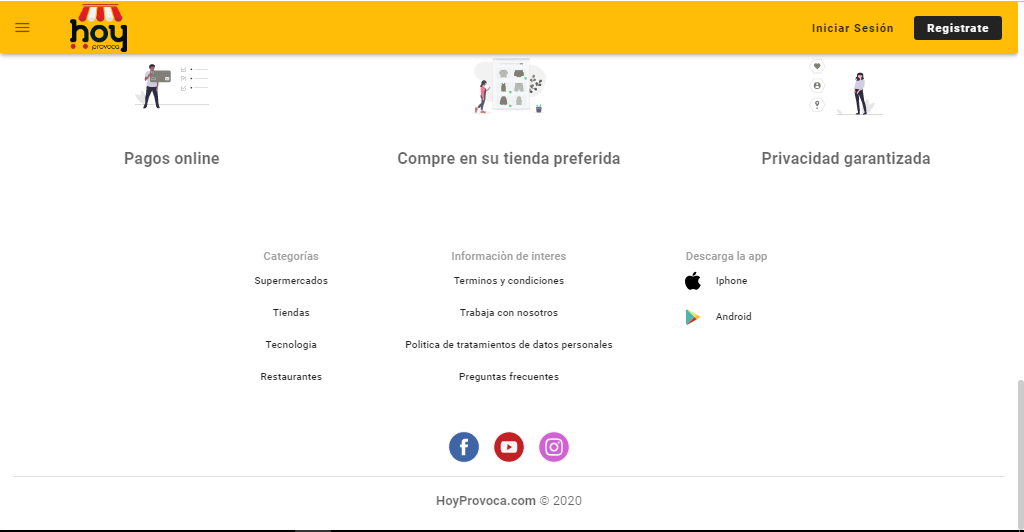 hoy
provoca
Iniciar Sesión
Registrate
Pagos online
Compre en su tienda preferida
Privacidad garantizada
Categorías
Supermercados
Tiendas
Tecnologia
Restaurantes
Informaciòn de interes
Terminos y condiciones
Trabaja con nosotros
Politica de tratamientos de datos personales
Preguntas frecuentes
Descarga la app
Iphone
Android
HoyProvoca.com © 2020